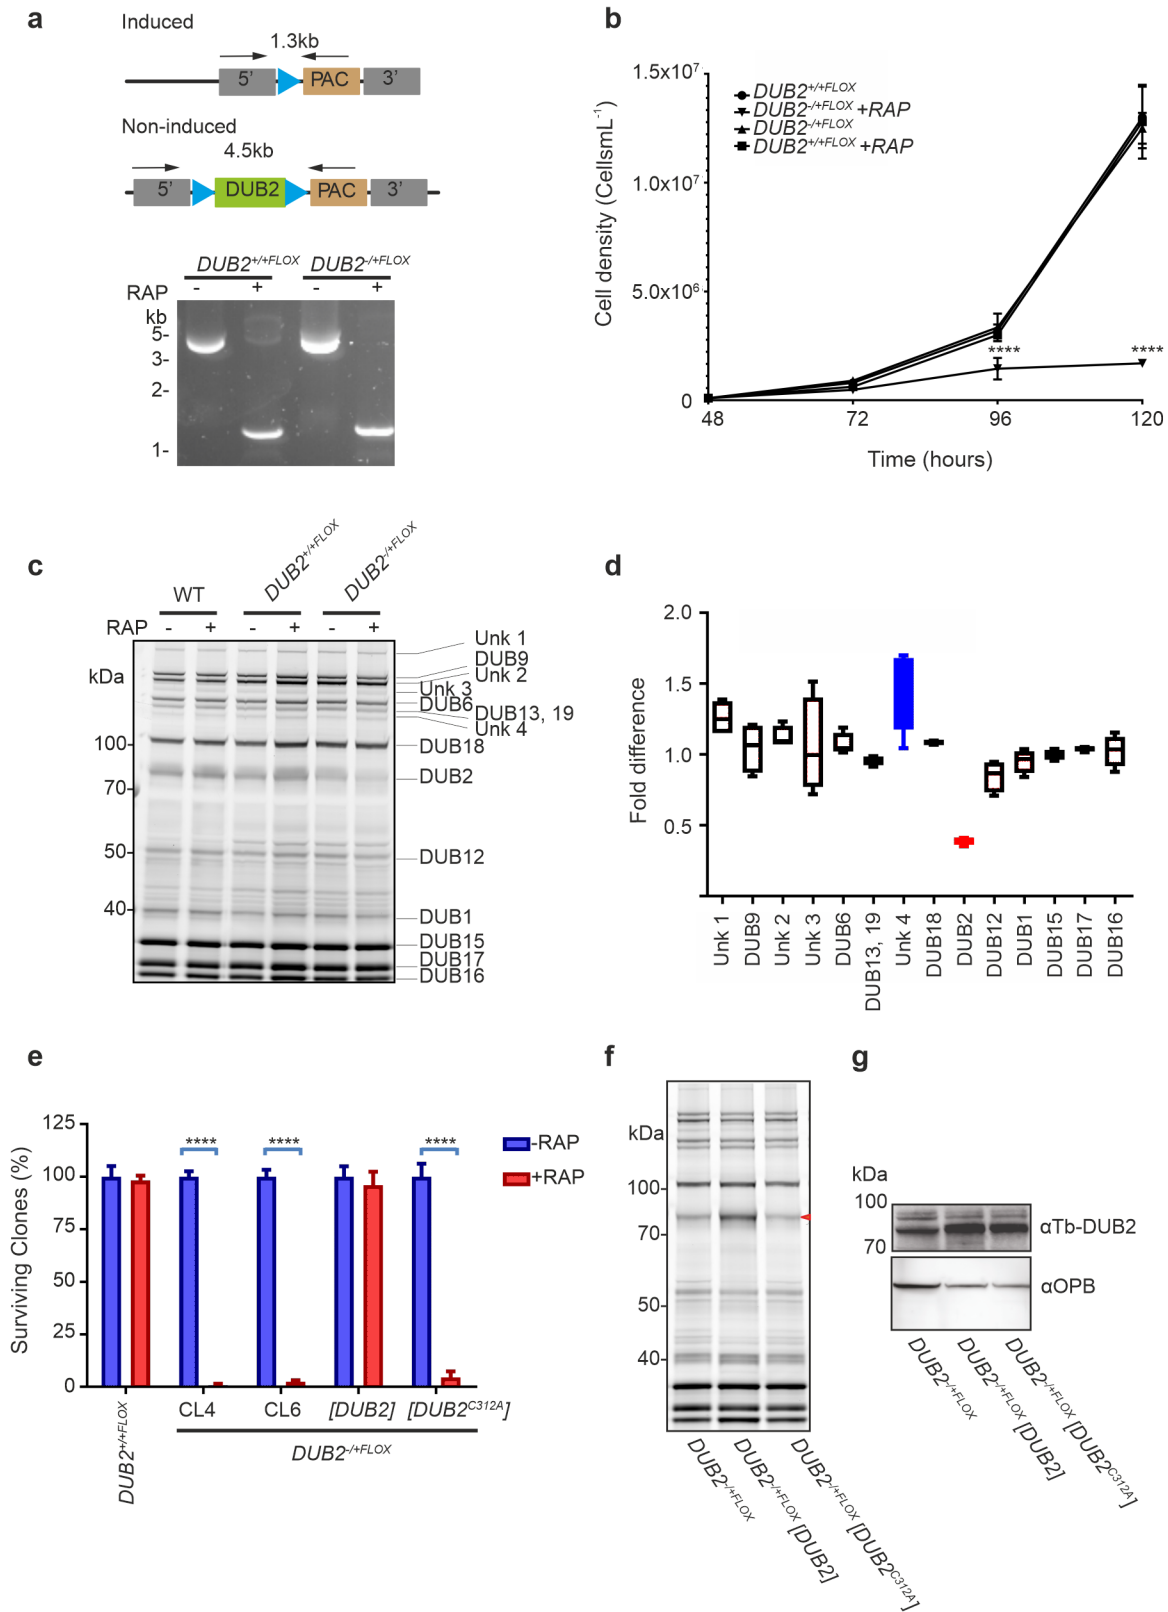 a
Induced
1.3kb
5' PAC 3'
Non-induced
4.5kb
5' DUB2 PAC 3'
DUB2+/+FLOX DUB2-/+FLOX
RAP - + - +
kb
5-
3-
2-
1-
b
Cell density (CellsmL-1)
1.5x10⁷
1.0x10⁷
5.0x10⁶
0
DUB2+/+FLOX
DUB2-/+FLOX +RAP
DUB2-/+FLOX
DUB2+/+FLOX +RAP
**** ****
48 72 96 120
Time (hours)
c
WT DUB2+/+FLOX DUB2-/+FLOX
RAP - + - + - +
kDa
100-
70-
50-
40-
Unk 1
DUB9
Unk 2
Unk 3
DUB6
DUB13, 19
Unk 4
DUB18
DUB2
DUB12
DUB1
DUB15
DUB17
DUB16
d
Fold difference
2.0
1.5
1.0
0.5
Unk 1
DUB9
Unk 2
Unk 3
DUB6
DUB13, 19
Unk 4
DUB18
DUB2
DUB12
DUB1
DUB15
DUB17
DUB16
e
Surviving Clones (%)
125
100
75
50
25
0
**** **** ****
-RAP
+RAP
DUB2+/+FLOX
CL4 CL6 [DUB2] [DUB2C312A]
DUB2-/+FLOX
f
kDa
100-
70-
50-
40-
DUB2-/+FLOX
DUB2-/+FLOX [DUB2]
DUB2-/+FLOX [DUB2C312A]
g
kDa
100
70
αTb-DUB2
αOPB
DUB2-/+FLOX
DUB2-/+FLOX [DUB2]
DUB2-/+FLOX [DUB2C312A]